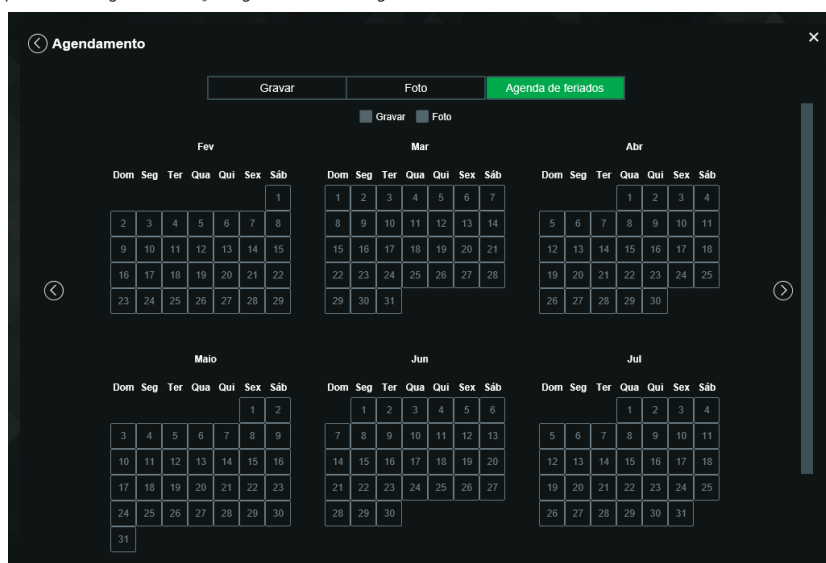 Agendamento
Gravar Foto Agenda de feriados
Gravar Foto
Fev Mar Abr
Dom Seg Ter Qua Qui Sex Sáb Dom Seg Ter Qua Qui Sex Sáb Dom Seg Ter Qua Qui Sex Sáb
1 1 2 3 4 5 6 7 1 2 3 4
2 3 4 5 6 7 8 8 9 10 11 12 13 14 5 6 7 8 9 10 11
9 10 11 12 13 14 15 15 16 17 18 19 20 21 12 13 14 15 16 17 18
16 17 18 19 20 21 22 22 23 24 25 26 27 28 19 20 21 22 23 24 25
23 24 25 26 27 28 29 29 30 31 26 27 28 29 30
Maio Jun Jul
Dom Seg Ter Qua Qui Sex Sáb Dom Seg Ter Qua Qui Sex Sáb Dom Seg Ter Qua Qui Sex Sáb
1 2 1 2 3 4 5 6 1 2 3 4
3 4 5 6 7 8 9 7 8 9 10 11 12 13 5 6 7 8 9 10 11
10 11 12 13 14 15 16 14 15 16 17 18 19 20 12 13 14 15 16 17 18
17 18 19 20 21 22 23 21 22 23 24 25 26 27 19 20 21 22 23 24 25
24 25 26 27 28 29 30 28 29 30 26 27 28 29 30 31
31